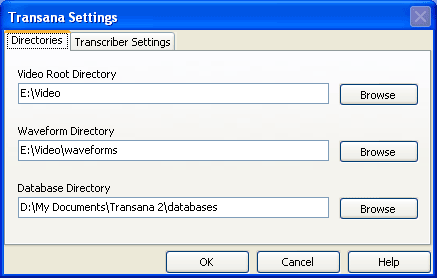 Transana Settings
Directories Transcriber Settings
Video Root Directory
E:\Video Browse
Waveform Directory
E:\Video\waveforms Browse
Database Directory
D:\My Documents\Transana 2\databases Browse
OK Cancel Help